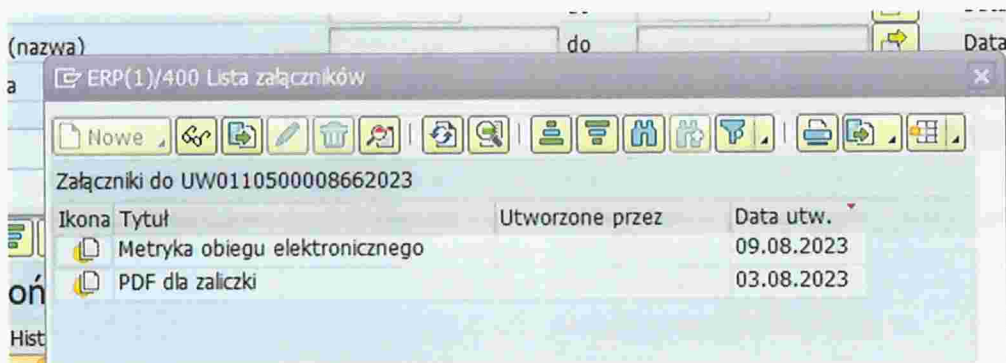 (nazwa)
do
Data
a
ERP(1)/400 Lista załączników
Nowe
Załączniki do UW0110500008662023
Ikona Tytuł Utworzone przez Data utw.
Metryka obiegu elektronicznego 09.08.2023
PDF dla zaliczki 03.08.2023
oń
Hist